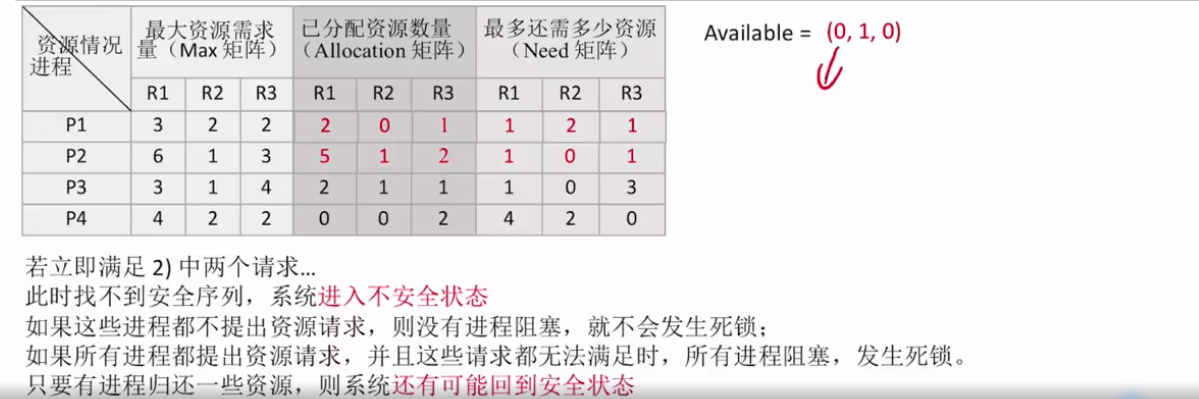 资源情况
进程
最大资源需求量（Max 矩阵）
已分配资源数量（Allocation 矩阵）
最多还需多少资源（Need 矩阵）
Available = (0, 1, 0)
R1 R2 R3 R1 R2 R3 R1 R2 R3
P1 3 2 2 2 0 1 1 2 1
P2 6 1 3 5 1 2 1 0 1
P3 3 1 4 2 1 1 1 0 3
P4 4 2 2 0 0 2 4 2 0
若立即满足 2) 中两个请求...
此时找不到安全序列，系统进入不安全状态
如果这些进程都不提出资源请求，则没有进程阻塞，就不会发生死锁；
如果所有进程都提出资源请求，并且这些请求都无法满足时，所有进程阻塞，发生死锁。
只要有进程归还一些资源，则系统还有可能回到安全状态